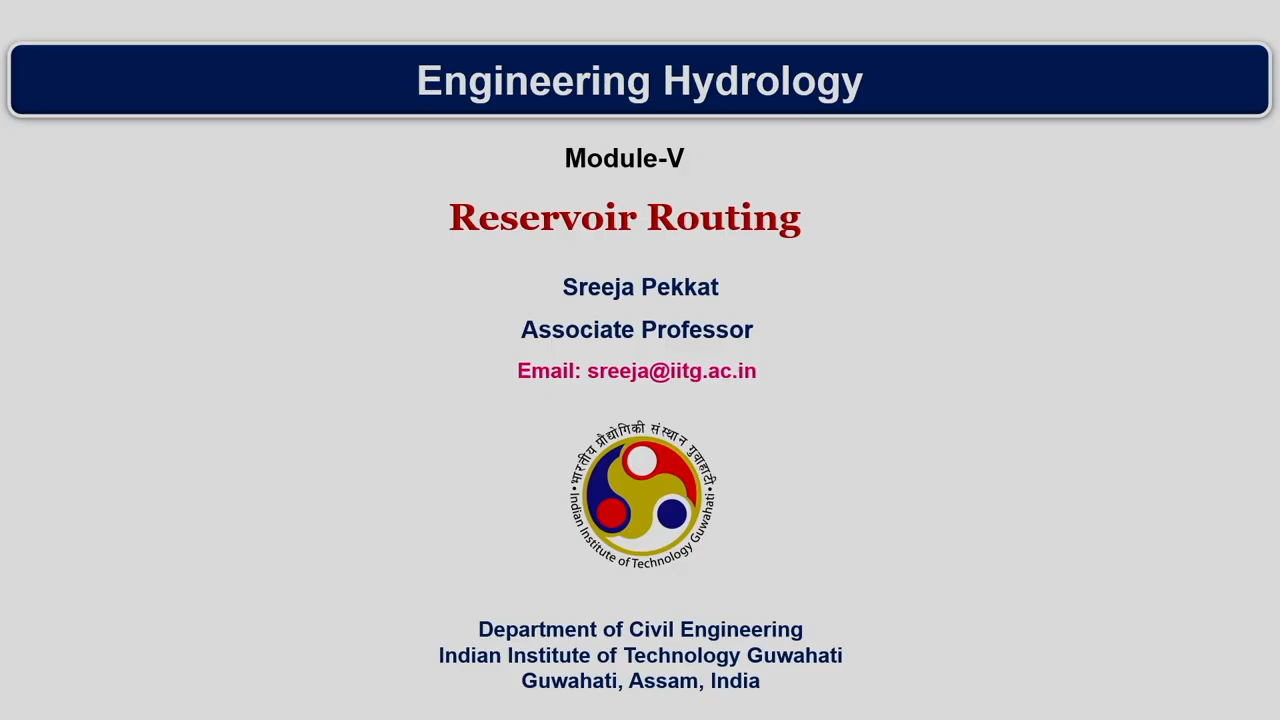 Engineering Hydrology
Module-V
Reservoir Routing
Sreeja Pekkat
Associate Professor
Email: sreeja@iitg.ac.in
भारतीय प्रौद्योगिकी संस्थान गुवाहाटी
Indian Institute of Technology Guwahati
Department of Civil Engineering
Indian Institute of Technology Guwahati
Guwahati, Assam, India